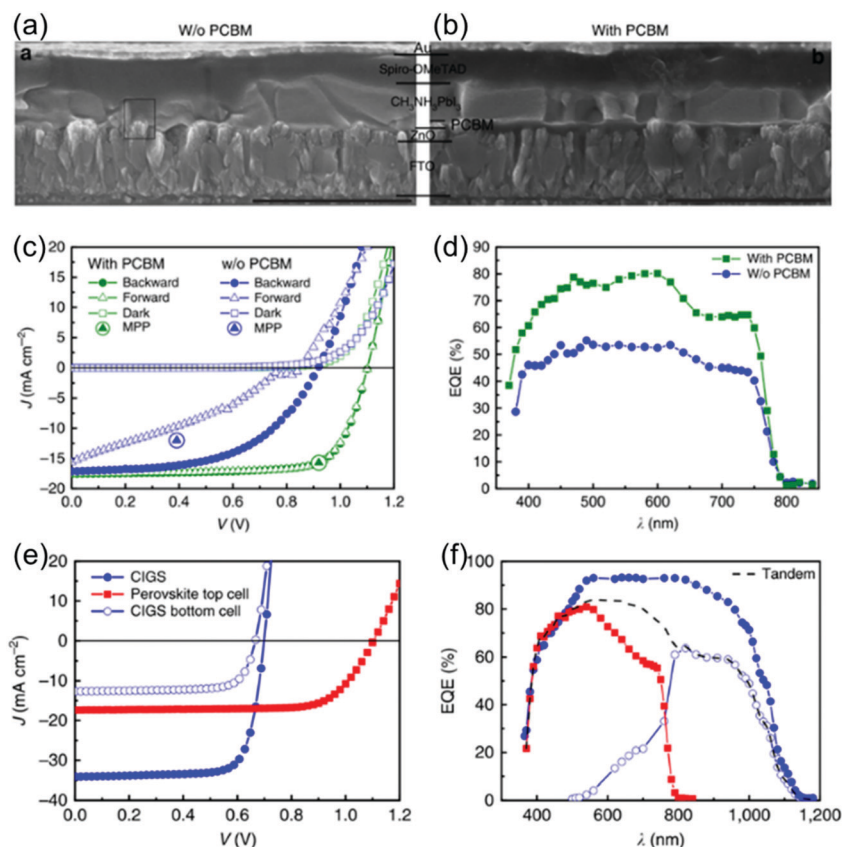 (a)
W/o PCBM
(b)
With PCBM
a
b
Au
Spiro-OMeTAD
CH3NH3PbI3
PCBM
ZnO
FTO
(c)
20
15
10
5
0
−5
−10
−15
−20
J (mA cm−2)
With PCBM
w/o PCBM
Backward
Backward
Forward
Forward
Dark
Dark
MPP
MPP
0.0 0.2 0.4 0.6 0.8 1.0 1.2
V (V)
(d)
90
80
70
60
50
40
30
20
10
0
EQE (%)
With PCBM
W/o PCBM
400 500 600 700 800
λ (nm)
(e)
20
10
0
−10
−20
−30
−40
J (mA cm−2)
CIGS
Perovskite top cell
CIGS bottom cell
0.0 0.2 0.4 0.6 0.8 1.0 1.2
V (V)
(f)
100
80
60
40
20
0
EQE (%)
Tandem
400 600 800 1,000 1,180
λ (nm)